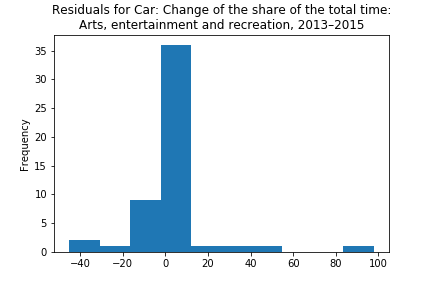 Residuals for Car: Change of the share of the total time:
Arts, entertainment and recreation, 2013–2015
Frequency
35
30
25
20
15
10
5
0
−40 −20 0 20 40 60 80 100